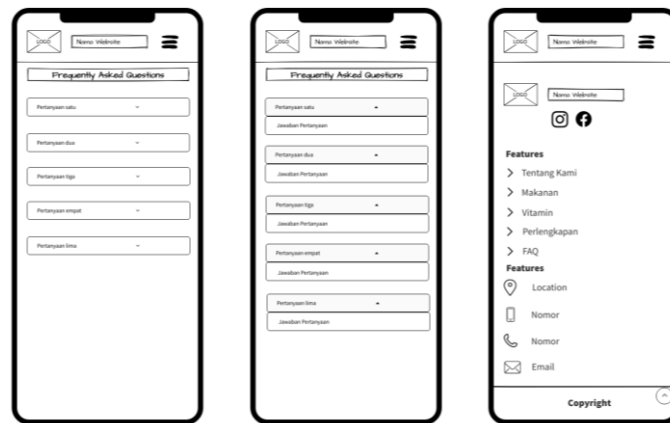 LOGO
Nama Website
Frequently Asked Questions
Pertanyaan satu
Pertanyaan dua
Pertanyaan tiga
Pertanyaan empat
Pertanyaan lima
LOGO
Nama Website
Frequently Asked Questions
Pertanyaan satu
Jawaban Pertanyaan
Pertanyaan dua
Jawaban Pertanyaan
Pertanyaan tiga
Jawaban Pertanyaan
Pertanyaan empat
Jawaban Pertanyaan
Pertanyaan lima
Jawaban Pertanyaan
LOGO
Nama Website
LOGO
Nama Website
Features
Tentang Kami
Makanan
Vitamin
Perlengkapan
FAQ
Features
Location
Nomor
Nomor
Email
Copyright